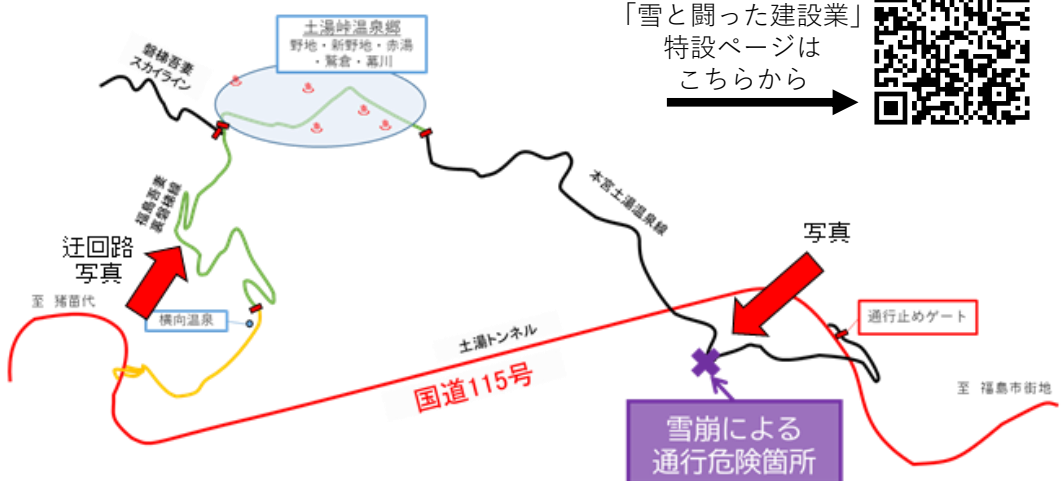 「雪と闘った建設業」
特設ページは
こちらから
土湯峠温泉郷
野地・新野地・赤湯
・鷲倉・幕川
磐梯吾妻
スカイライン
福島吾妻
裏磐梯線
本宮土湯温泉線
迂回路
写真
写真
至 猪苗代
横向温泉
通行止めゲート
土湯トンネル
国道115号
至 福島市街地
雪崩による
通行危険箇所